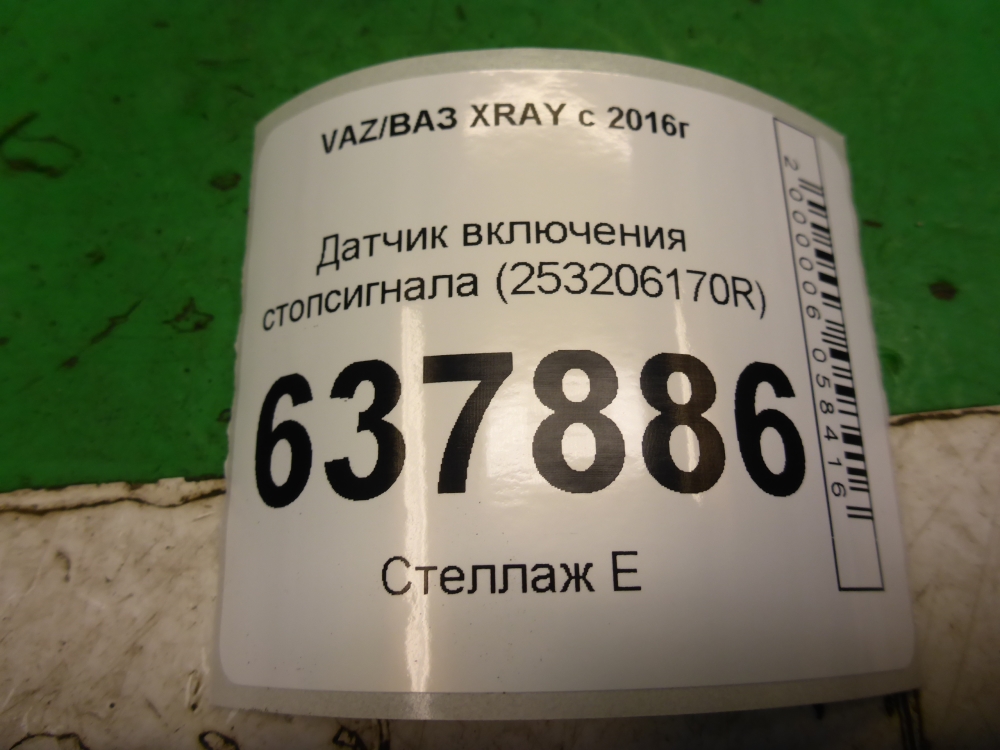 VAZ/ВАЗ XRAY с 2016г
Датчик включения
стопсигнала (253206170R)
637886
Стеллаж Е
2000006058416